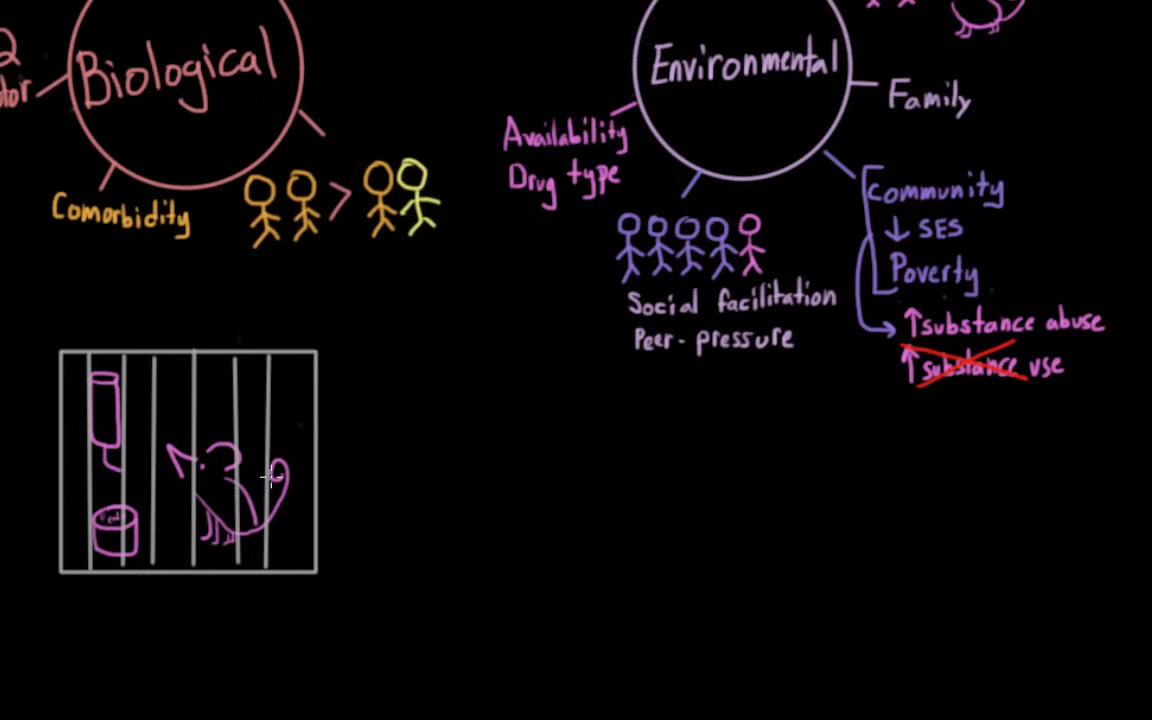 Biological
Comorbidity
Environmental
Availability
Drug type
Social facilitation
Peer-pressure
Family
Community
↓ SES
Poverty
↑substance abuse
↑substance use